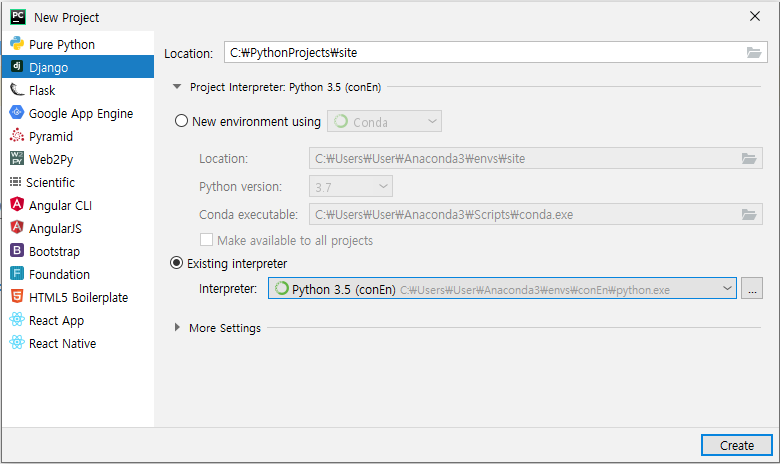 New Project
Pure Python
Django
Flask
Google App Engine
Pyramid
Web2Py
Scientific
Angular CLI
AngularJS
Bootstrap
Foundation
HTML5 Boilerplate
React App
React Native
Location: C:₩PythonProjects₩site
Project Interpreter: Python 3.5 (conEn)
New environment using Conda
Location: C:₩Users₩User₩Anaconda3₩envs₩site
Python version: 3.7
Conda executable: C:₩Users₩User₩Anaconda3₩Scripts₩conda.exe
Make available to all projects
Existing interpreter
Interpreter: Python 3.5 (conEn) C:₩Users₩User₩Anaconda3₩envs₩conEn₩python.exe ...
More Settings
Create